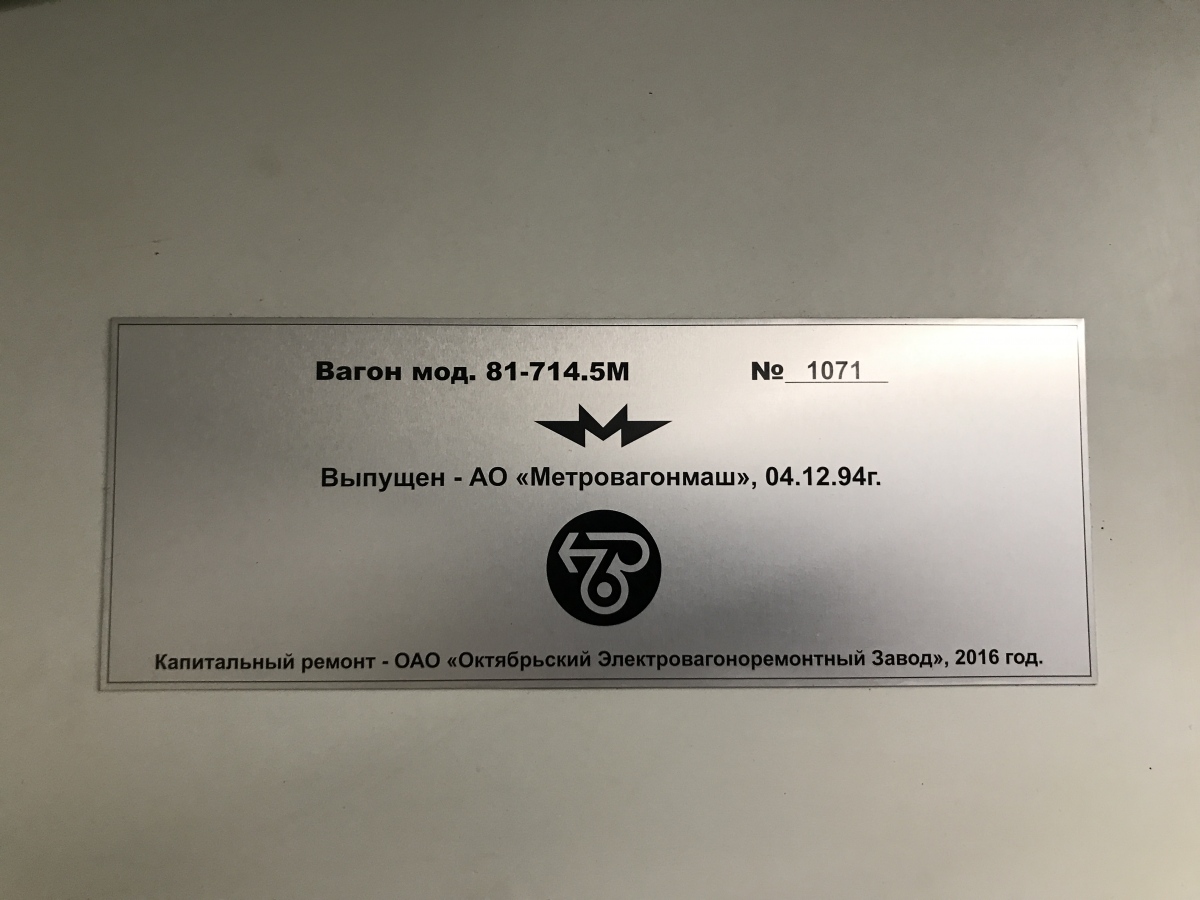 Вагон мод. 81-714.5М № 1071
Выпущен - АО «Метровагонмаш», 04.12.94г.
Капитальный ремонт - ОАО «Октябрьский Электровагоноремонтный Завод», 2016 год.